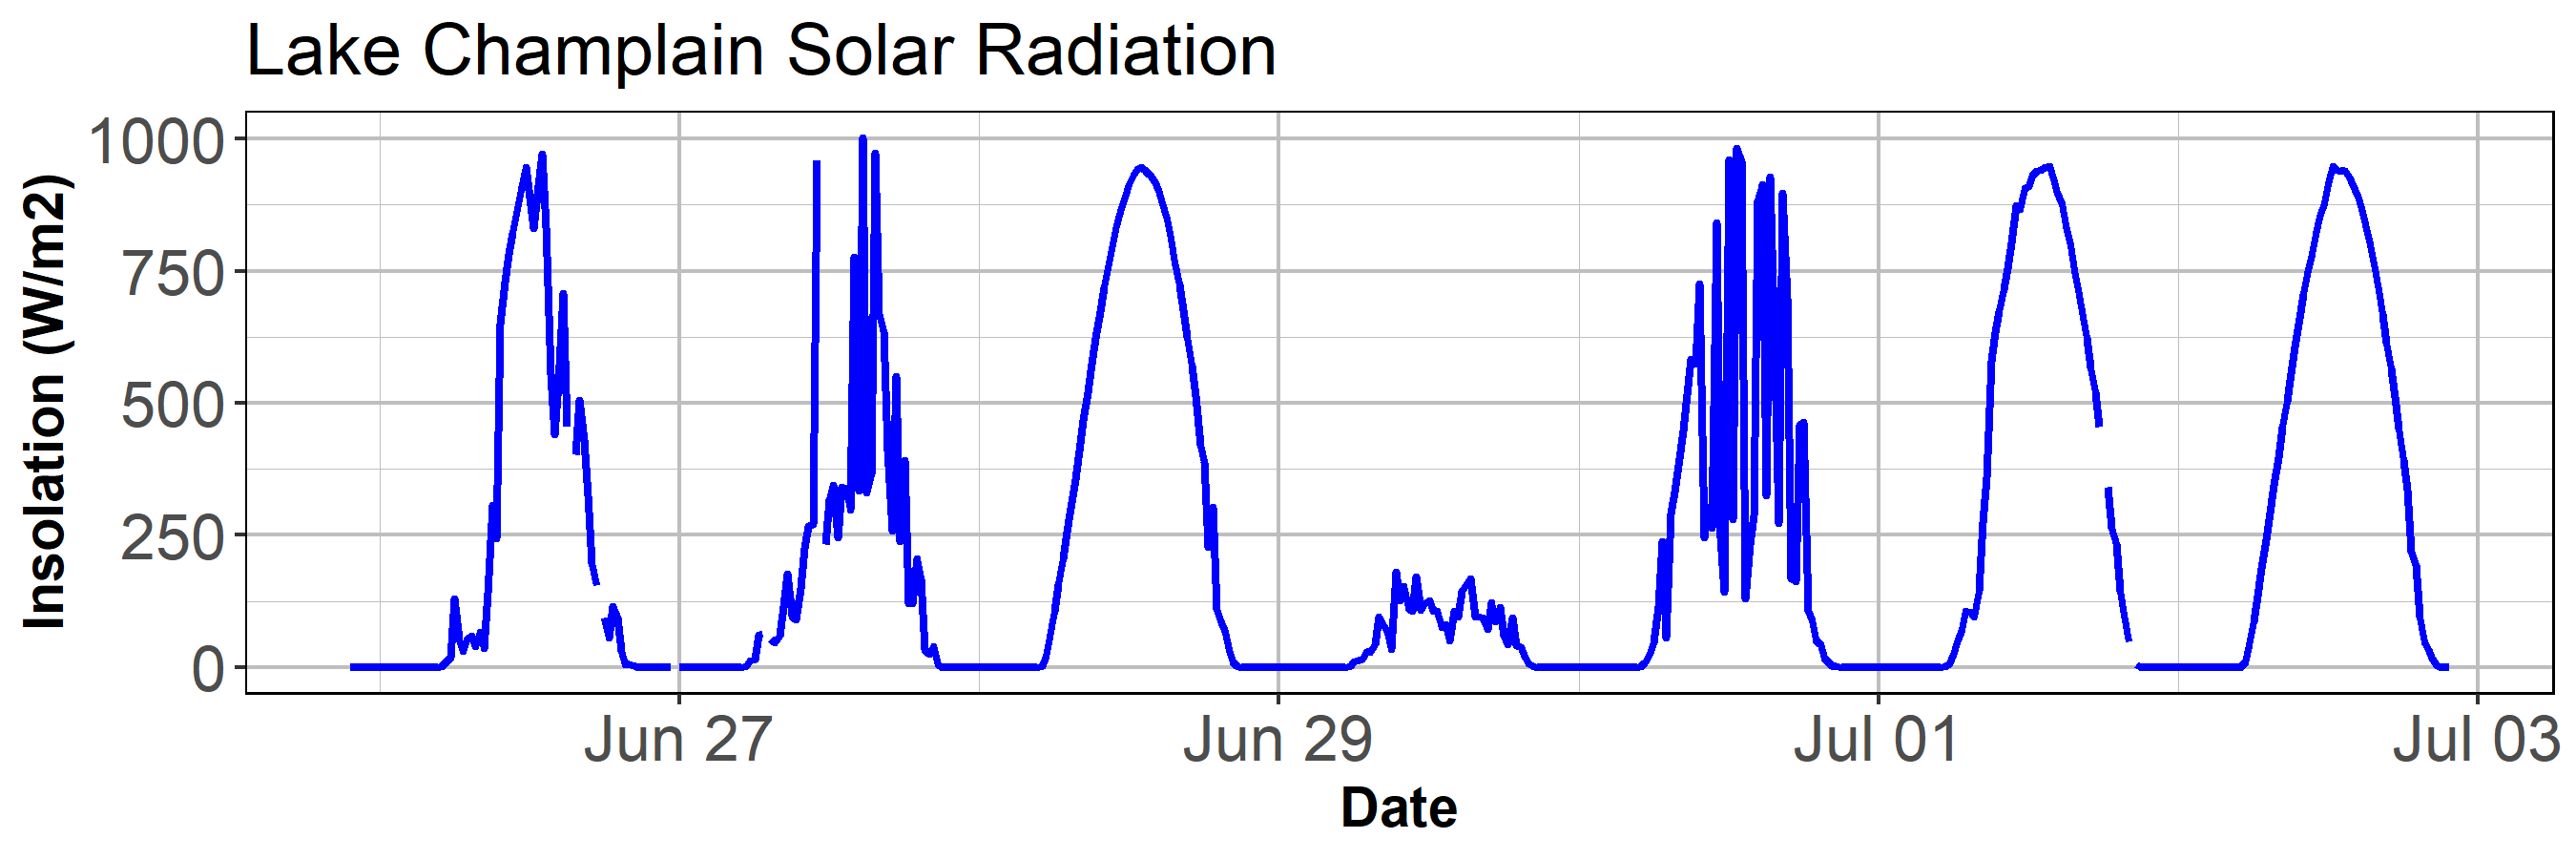 Lake Champlain Solar Radiation
Insolation (W/m2)
1000
750
500
250
0
Jun 27
Jun 29
Jul 01
Jul 03
Date